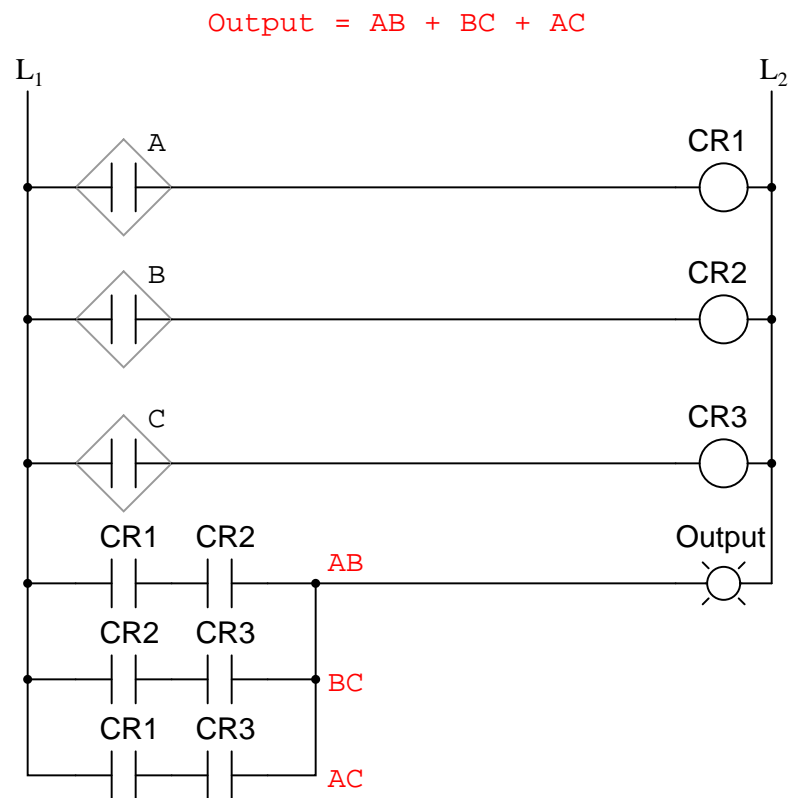 Output = AB + BC + AC
L1 L2
A CR1
B CR2
C CR3
CR1 CR2 AB Output
CR2 CR3 BC
CR1 CR3 AC